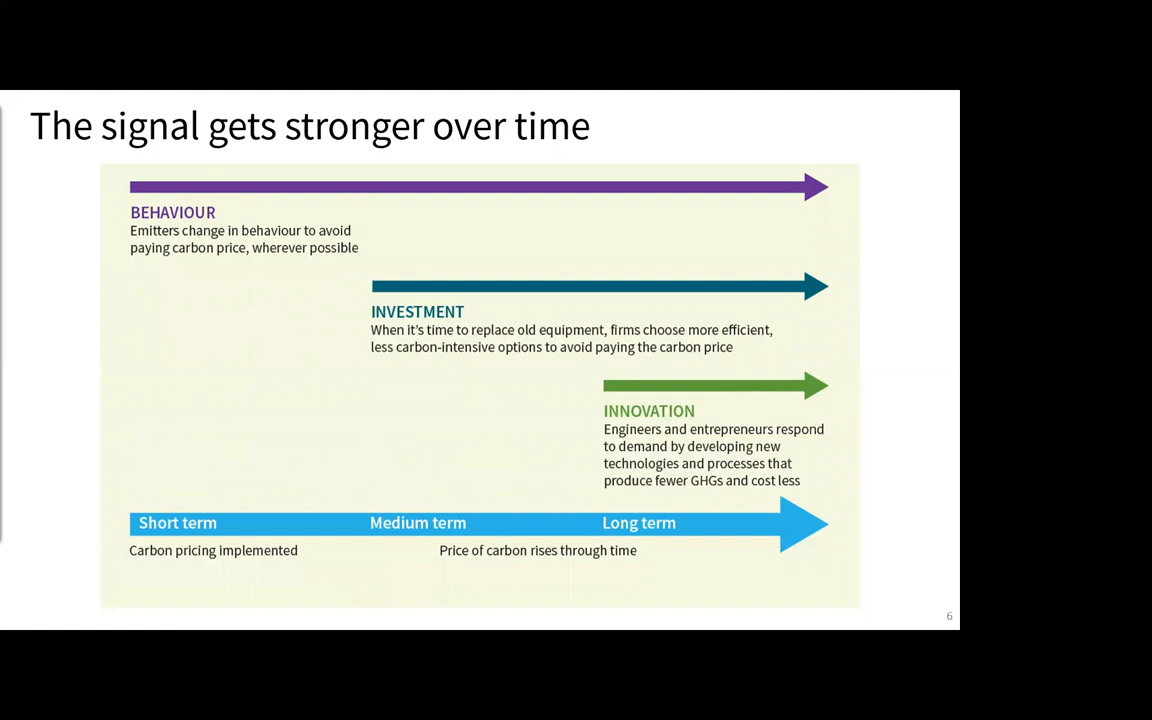 The signal gets stronger over time
BEHAVIOUR
Emitters change in behaviour to avoid
paying carbon price, wherever possible
INVESTMENT
When it's time to replace old equipment, firms choose more efficient,
less carbon-intensive options to avoid paying the carbon price
INNOVATION
Engineers and entrepreneurs respond
to demand by developing new
technologies and processes that
produce fewer GHGs and cost less
Short term
Medium term
Long term
Carbon pricing implemented
Price of carbon rises through time
6